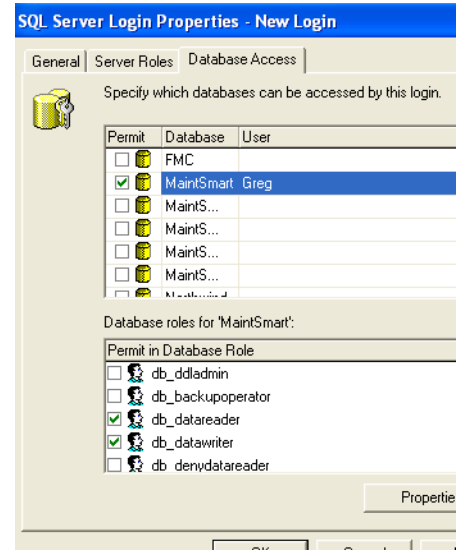 SQL Server Login Properties - New Login
General Server Roles Database Access
Specify which databases can be accessed by this login.
Permit Database User
FMC
MaintSmart Greg
MaintS...
MaintS...
MaintS...
MaintS...
Northwind
Database roles for 'MaintSmart':
Permit in Database Role
db_ddladmin
db_backupoperator
db_datareader
db_datawriter
db_denydatareader
Propertie